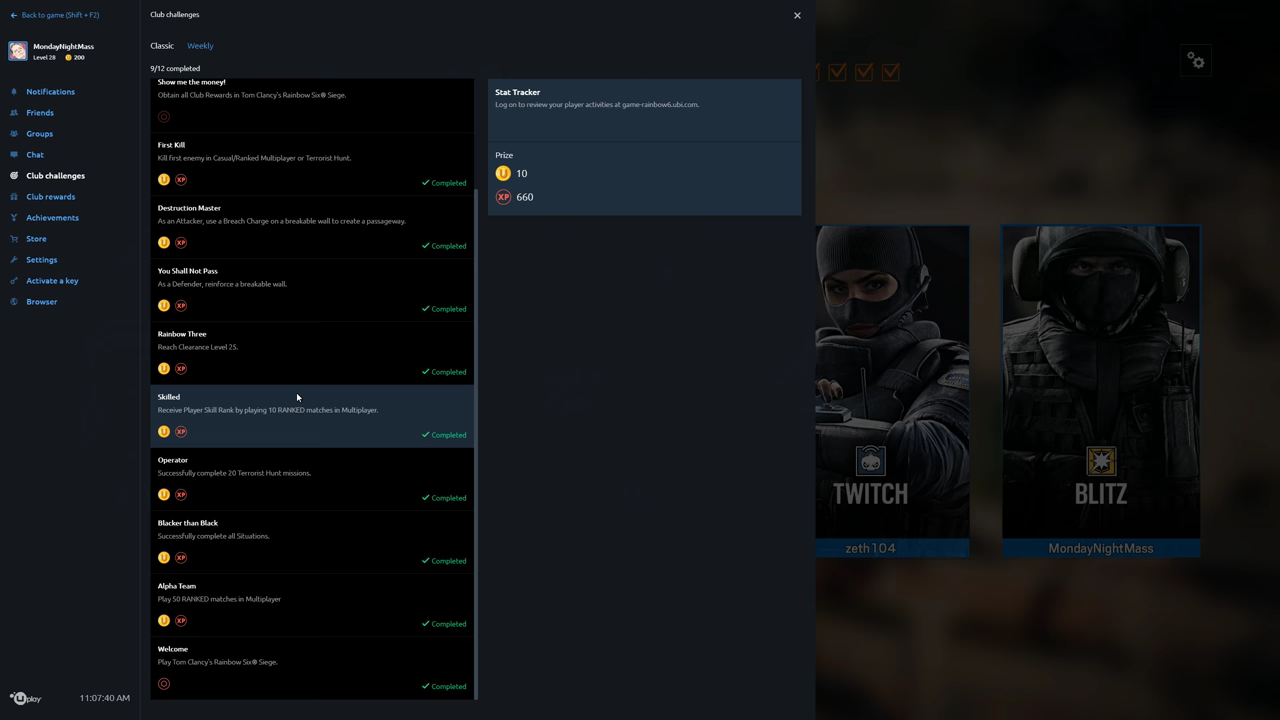 Back to game (Shift + F2)
MondayNightMass
Level 28 200
Notifications
Friends
Groups
Chat
Club challenges
Club rewards
Achievements
Store
Settings
Activate a key
Browser
uplay 11:07:40 AM
Club challenges
Classic Weekly
9/12 completed
Show me the money!
Obtain all Club Rewards in Tom Clancy's Rainbow Six® Siege.
First Kill
Kill first enemy in Casual/Ranked Multiplayer or Terrorist Hunt.
U XP Completed
Destruction Master
As an Attacker, use a Breach Charge on a breakable wall to create a passageway.
U XP Completed
You Shall Not Pass
As a Defender, reinforce a breakable wall.
U XP Completed
Rainbow Three
Reach Clearance Level 25.
U XP Completed
Skilled
Receive Player Skill Rank by playing 10 RANKED matches in Multiplayer.
U XP Completed
Operator
Successfully complete 20 Terrorist Hunt missions.
U XP Completed
Blacker than Black
Successfully complete all Situations.
U XP Completed
Alpha Team
Play 50 RANKED matches in Multiplayer
U XP Completed
Welcome
Play Tom Clancy's Rainbow Six® Siege.
Completed
Stat Tracker
Log on to review your player activities at game-rainbow6.ubi.com.
Prize
U 10
XP 660
TWITCH
zeth104
BLITZ
MondayNightMass